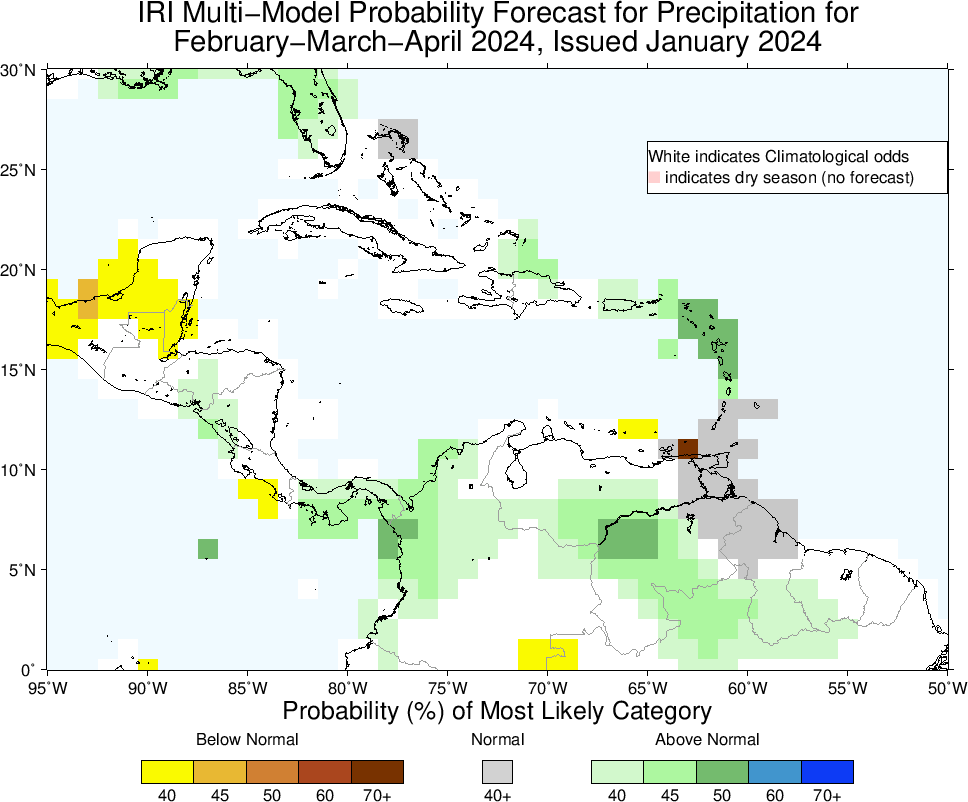 IRI Multi−Model Probability Forecast for Precipitation for
February−March−April 2024, Issued January 2024
30˚N
25˚N
20˚N
15˚N
10˚N
5˚N
0˚
White indicates Climatological odds
indicates dry season (no forecast)
95˚W 90˚W 85˚W 80˚W 75˚W 70˚W 65˚W 60˚W 55˚W 50˚W
Probability (%) of Most Likely Category
Below Normal Normal Above Normal
40 45 50 60 70+ 40+ 40 45 50 60 70+